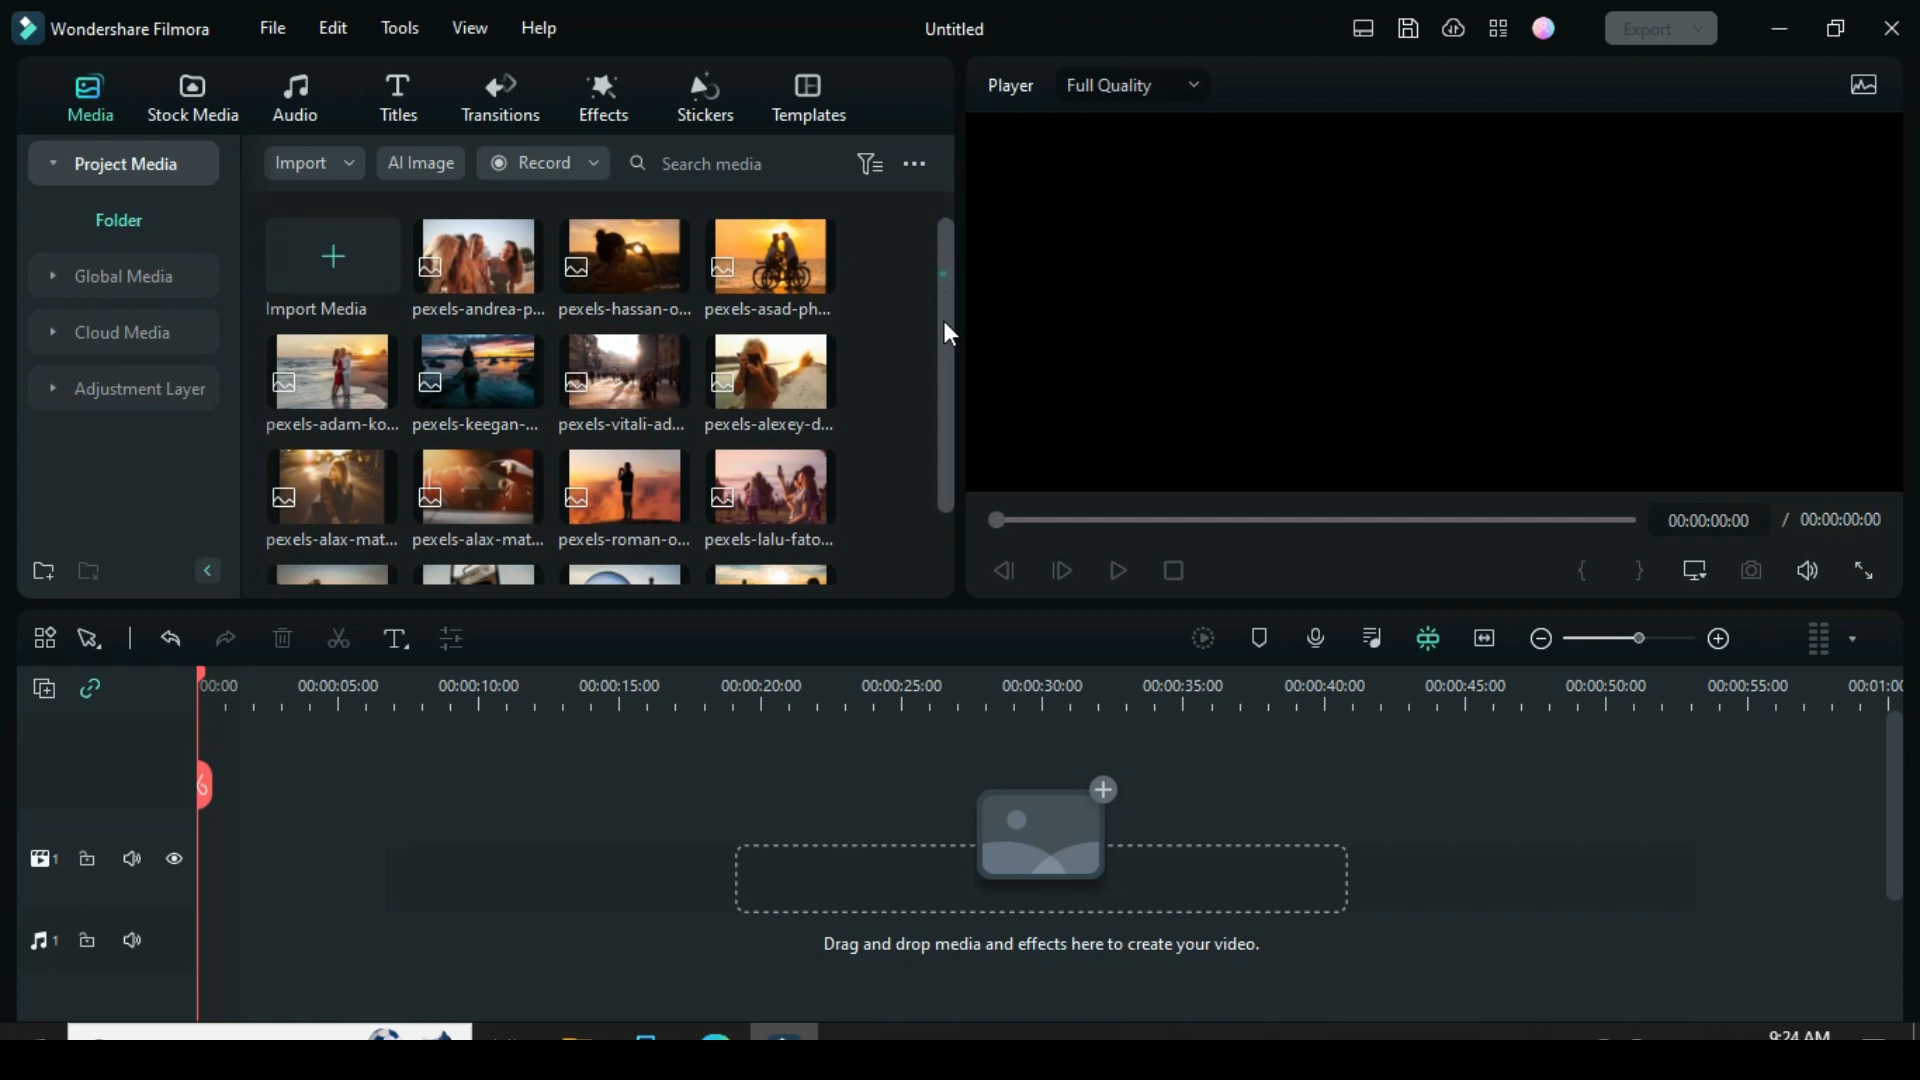 Wondershare Filmora File Edit Tools View Help Untitled Export
Media Stock Media Audio Titles Transitions Effects Stickers Templates
Player Full Quality
Project Media
Import AI Image Record Search media
Folder
Global Media
Cloud Media
Adjustment Layer
Import Media pexels-andrea-p... pexels-hassan-o... pexels-asad-ph...
pexels-adam-ko... pexels-keegan-... pexels-vitali-ad... pexels-alexey-d...
pexels-alax-mat... pexels-alax-mat... pexels-roman-o... pexels-lalu-fato...
00:00:00:00 / 00:00:00:00
00:00 00:00:05:00 00:00:10:00 00:00:15:00 00:00:20:00 00:00:25:00 00:00:30:00 00:00:35:00 00:00:40:00 00:00:45:00 00:00:50:00 00:00:55:00 00:01:00
1
1
Drag and drop media and effects here to create your video.
9:24 AM